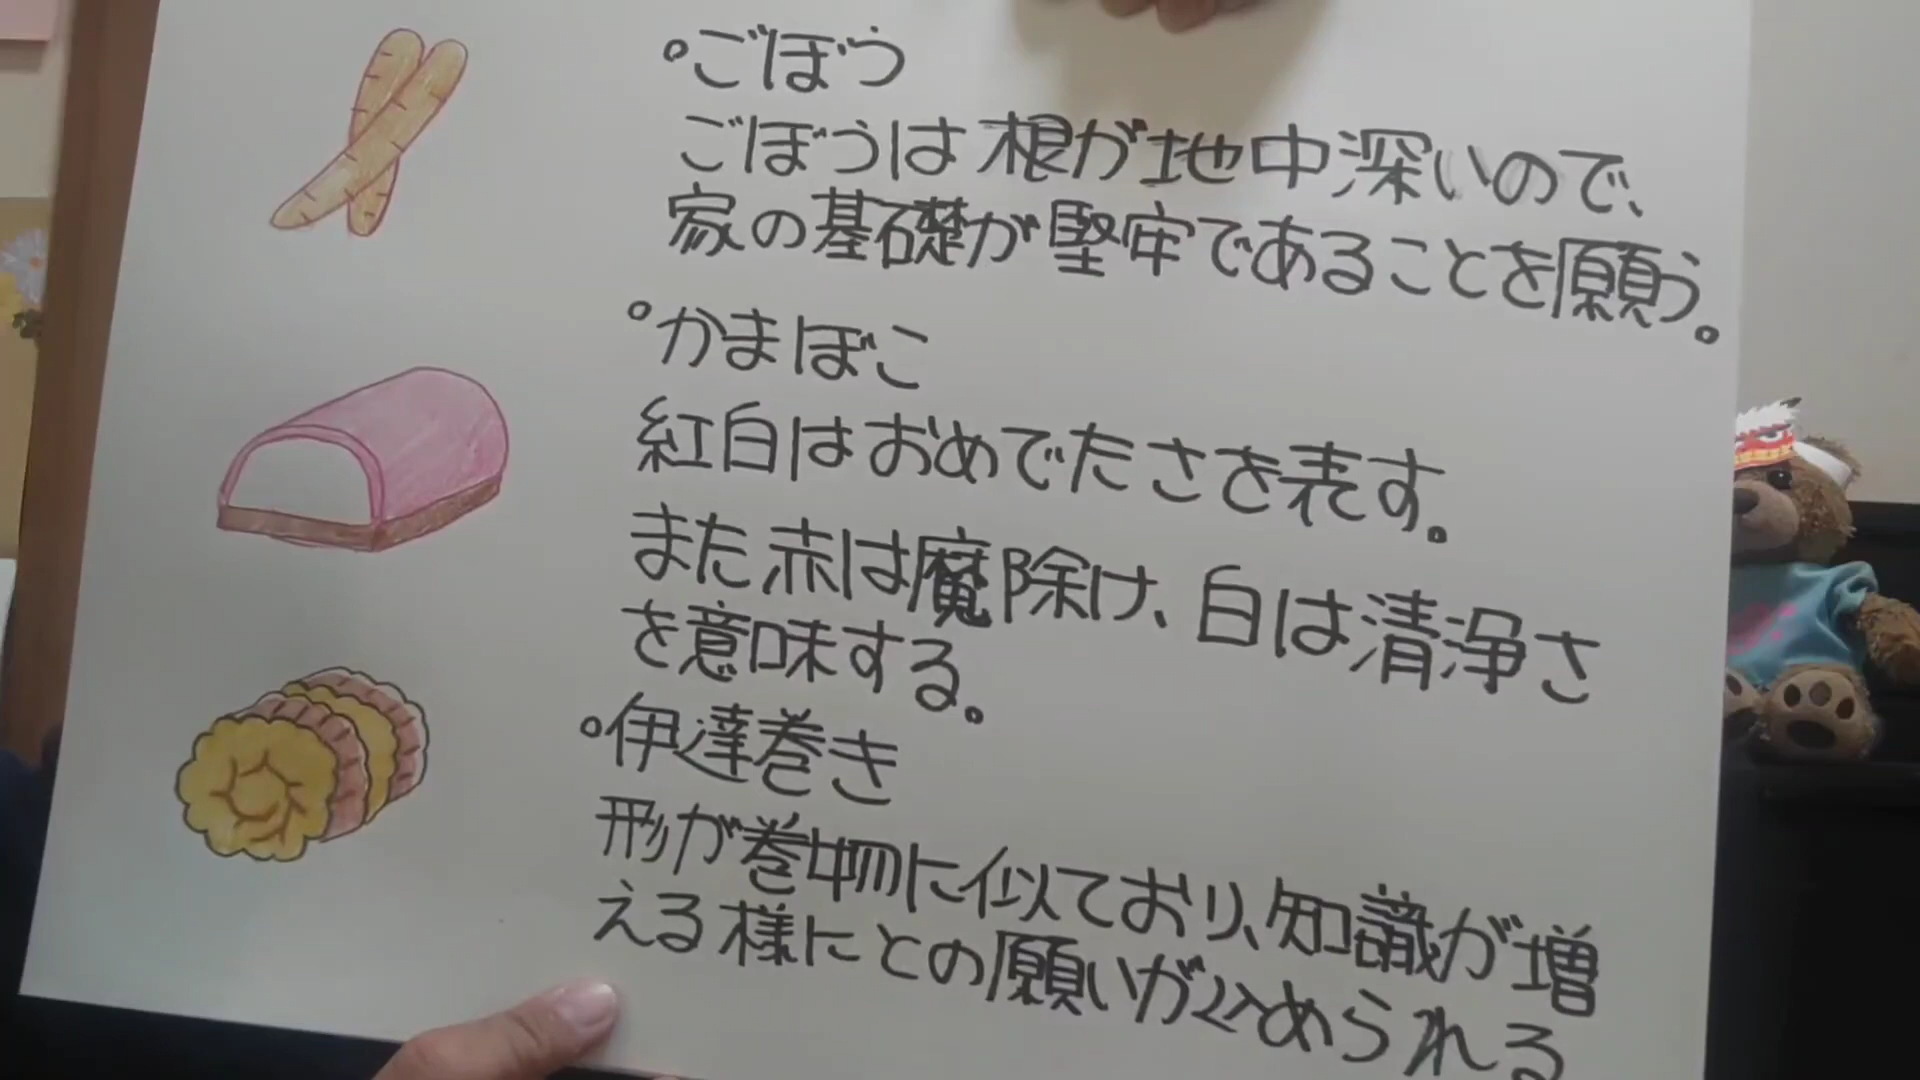 。ごぼう
ごぼうは根が地中深いので、
家の基礎が堅牢であることを願う。
。かまぼこ
紅白はおめでたさを表す。
また赤は魔除け、白は清浄さ
を意味する。
。伊達巻き
形が巻物に似ており、知識が増
える様にとの願いが込められる